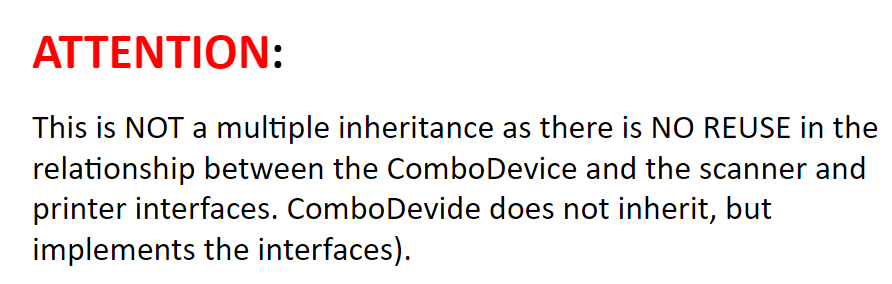 ATTENTION:
This is NOT a multiple inheritance as there is NO REUSE in the
relationship between the ComboDevice and the scanner and
printer interfaces. ComboDevide does not inherit, but
implements the interfaces).